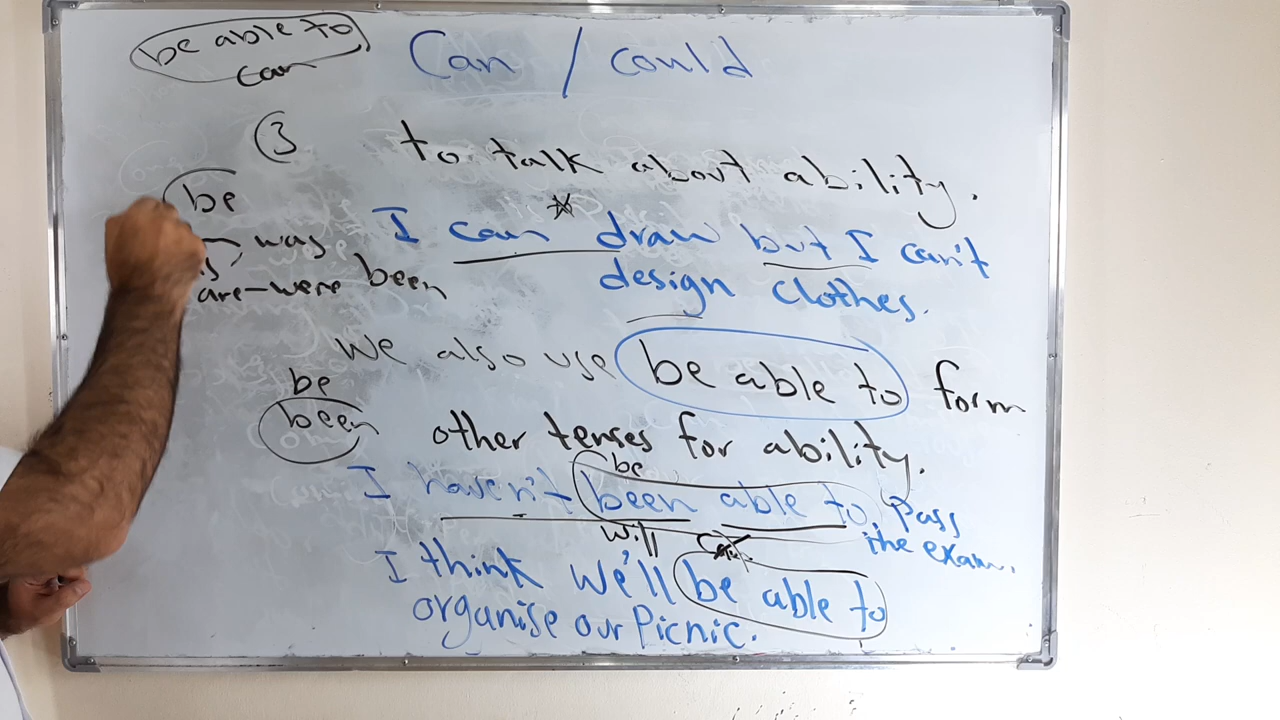 be able to
can
Can / could
3 to talk about ability.
be
was
are-were been
I can draw but I can't
design clothes.
We also use be able to form
be
been
other tenses for ability.
be
I haven't been able to pass
the exam.
will
I think we'll be able to
organise our Picnic.